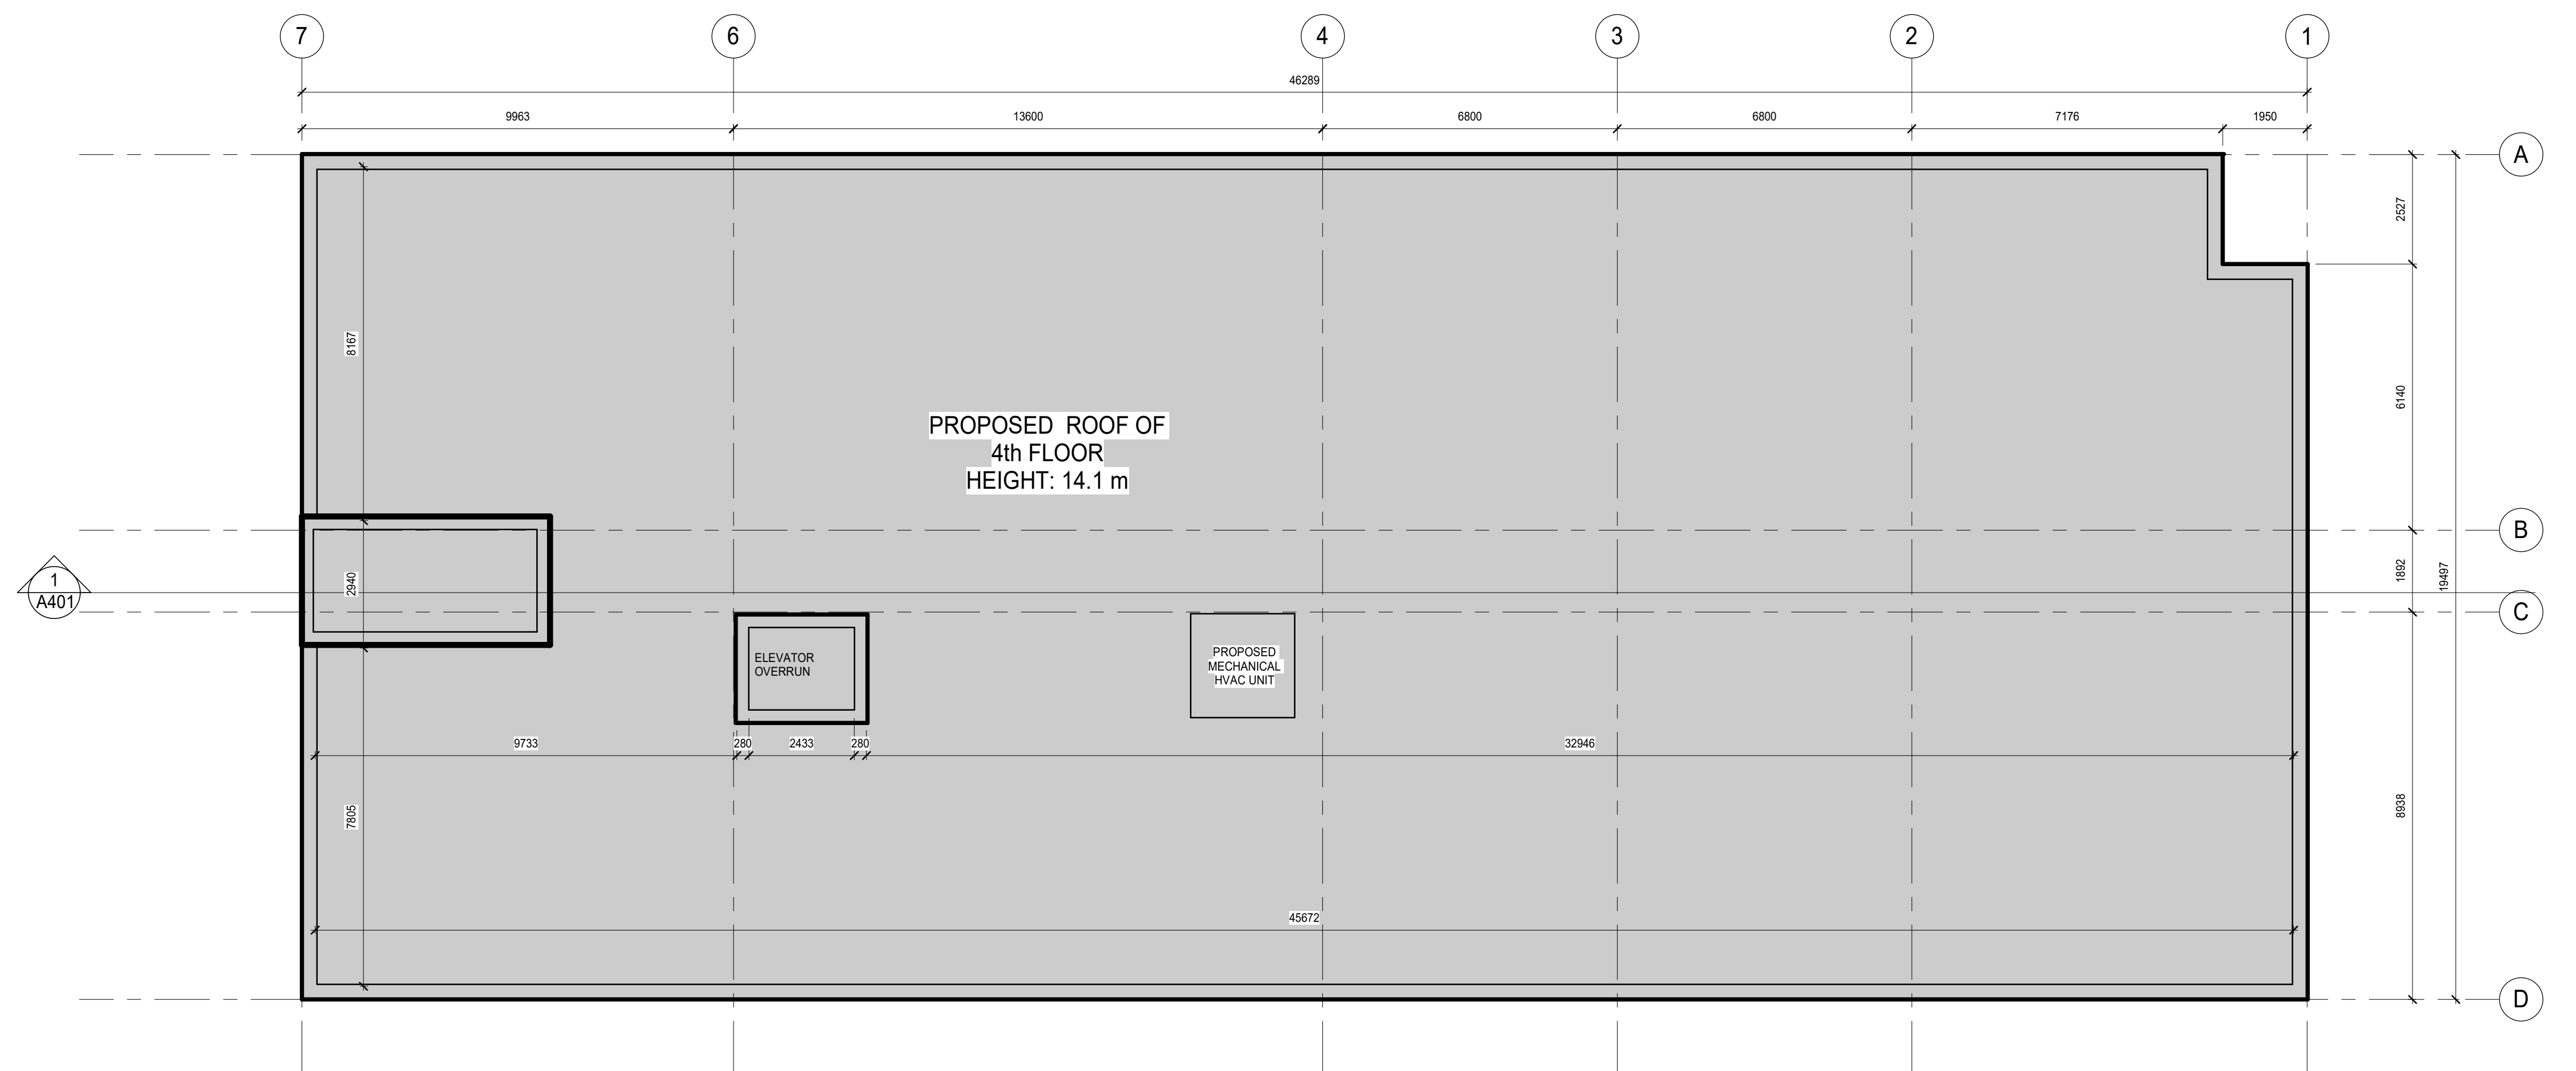 7
6
4
3
2
1
46289
9963
13600
6800
6800
7176
1950
A
2527
8167
6140
PROPOSED ROOF OF
4th FLOOR
HEIGHT: 14.1 m
B
1
A401
2940
1892
19497
C
ELEVATOR
OVERRUN
PROPOSED
MECHANICAL
HVAC UNIT
9733
280
2433
280
32946
7805
8938
45672
D